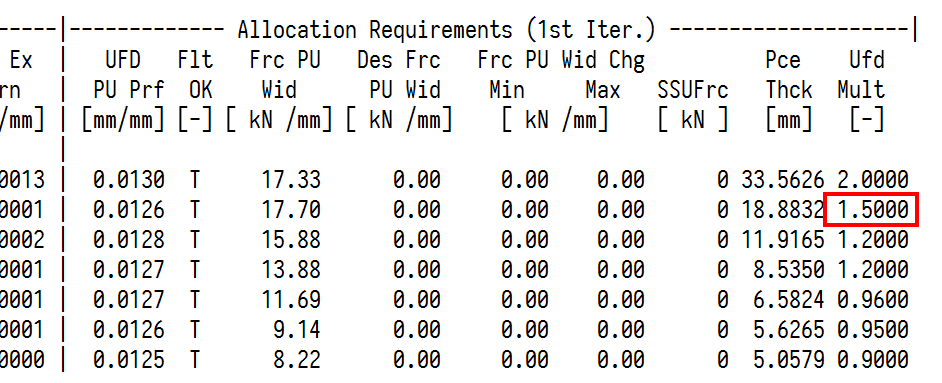 -----|------------- Allocation Requirements (1st Iter.) --------------------|
Ex | UFD Flt Frc PU Des Frc Frc PU Wid Chg Pce Ufd
rn | PU Prf OK Wid PU Wid Min Max SSUFrc Thck Mult
/mm] | [mm/mm] [-] [ kN /mm] [ kN /mm] [ kN /mm] [ kN ] [mm] [-]
|
0013 | 0.0130 T 17.33 0.00 0.00 0.00 0 33.5626 2.0000
0001 | 0.0126 T 17.70 0.00 0.00 0.00 0 18.8832 1.5000
0002 | 0.0128 T 15.88 0.00 0.00 0.00 0 11.9165 1.2000
0001 | 0.0127 T 13.88 0.00 0.00 0.00 0 8.5350 1.2000
0001 | 0.0127 T 11.69 0.00 0.00 0.00 0 6.5824 0.9600
0001 | 0.0126 T 9.14 0.00 0.00 0.00 0 5.6265 0.9500
0000 | 0.0125 T 8.22 0.00 0.00 0.00 0 5.0579 0.9000